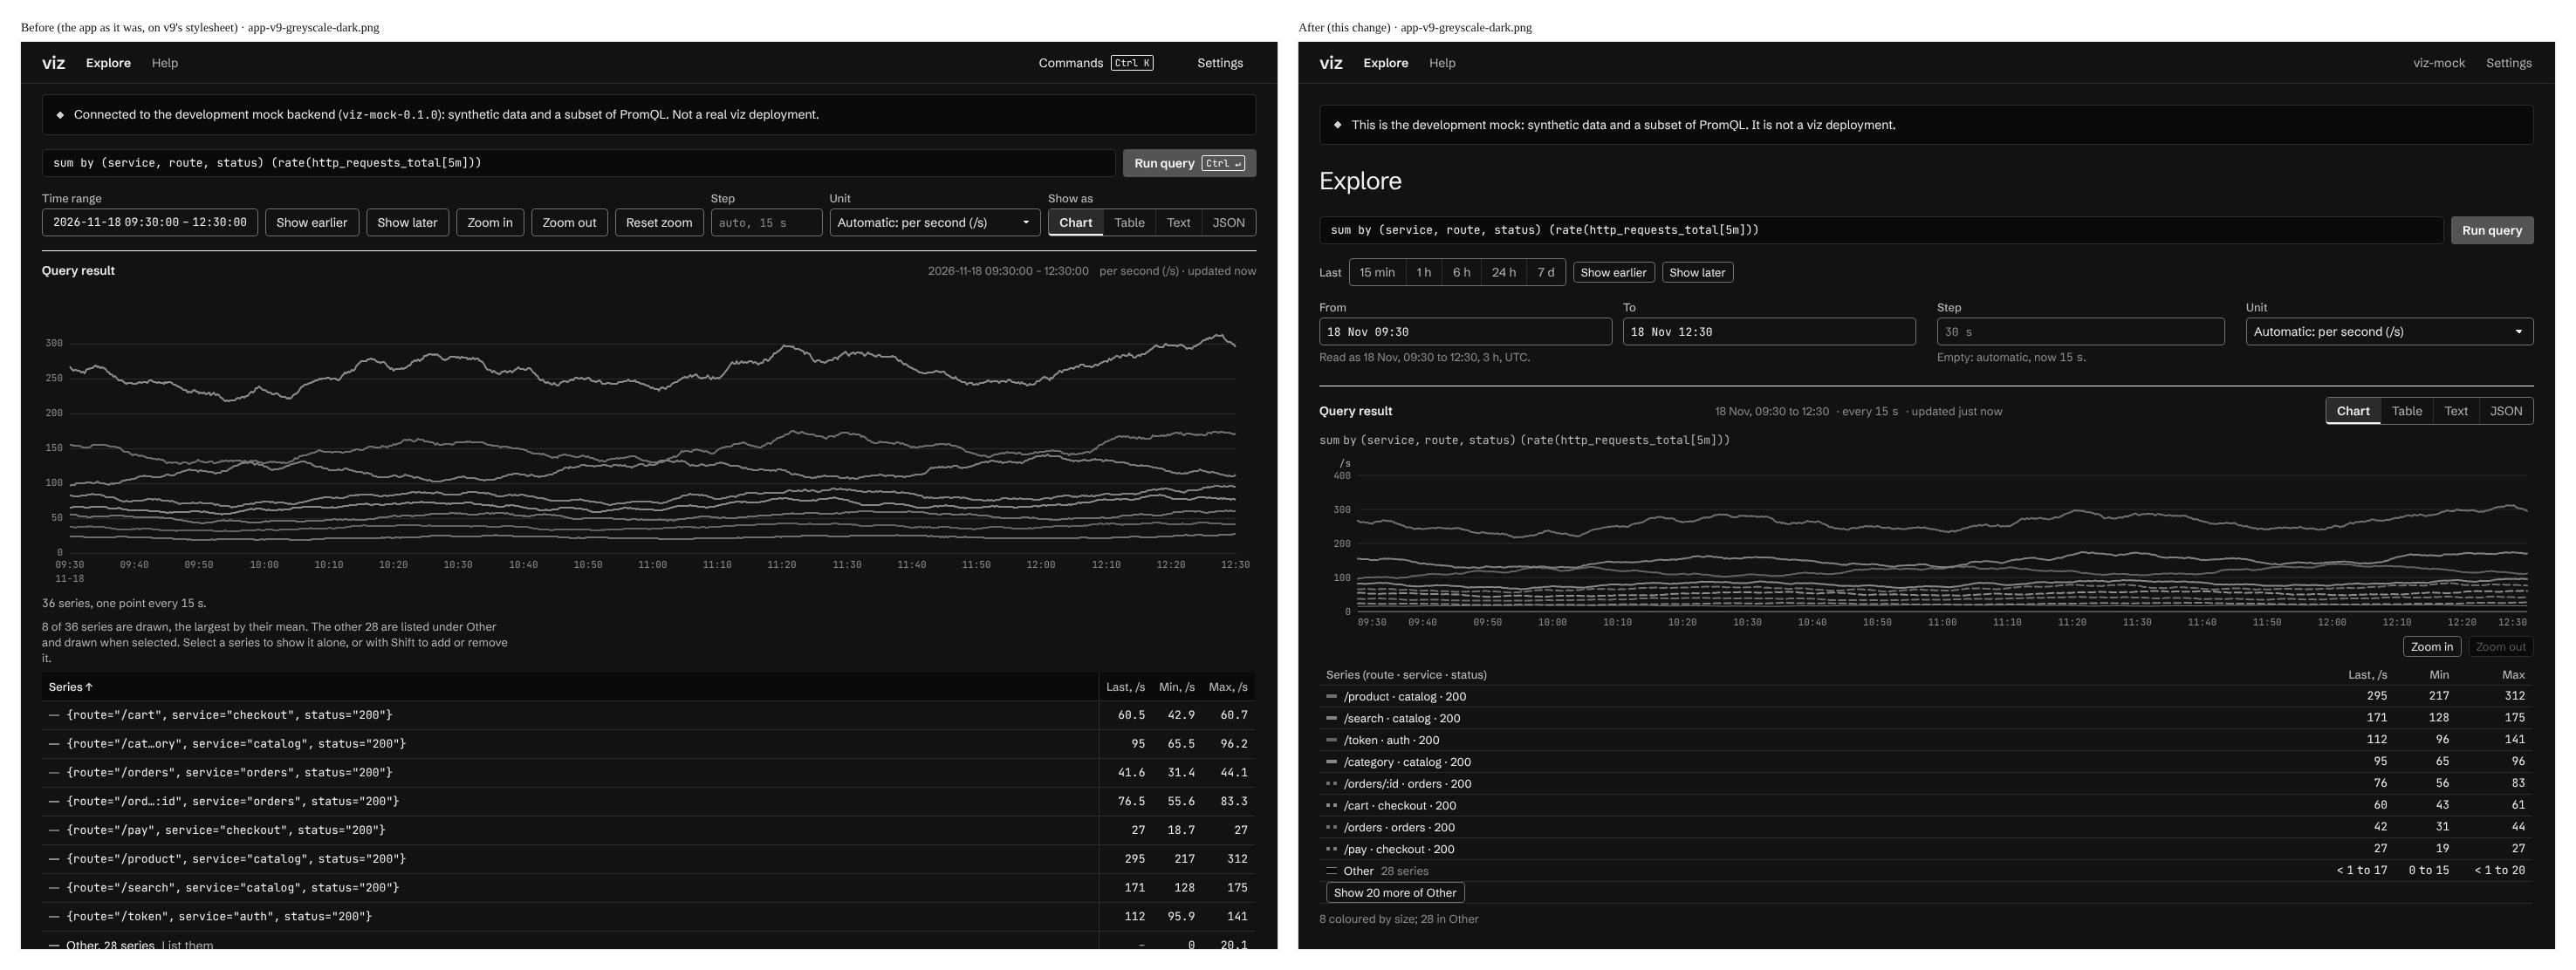 Before (the app as it was, on v9's stylesheet) · app-v9-greyscale-dark.png
viz Explore Help Commands Ctrl K Settings
◆ Connected to the development mock backend (viz-mock-0.1.0): synthetic data and a subset of PromQL. Not a real viz deployment.
sum by (service, route, status) (rate(http_requests_total[5m])) Run query Ctrl ↵
Time range Step Unit Show as
2026-11-18 09:30:00 – 12:30:00 Show earlier Show later Zoom in Zoom out Reset zoom auto, 15 s Automatic: per second (/s) Chart Table Text JSON
Query result 2026-11-18 09:30:00 – 12:30:00 per second (/s) · updated now
300
250
200
150
100
50
0
09:30 09:40 09:50 10:00 10:10 10:20 10:30 10:40 10:50 11:00 11:10 11:20 11:30 11:40 11:50 12:00 12:10 12:20 12:30
11-18
36 series, one point every 15 s.
8 of 36 series are drawn, the largest by their mean. The other 28 are listed under Other
and drawn when selected. Select a series to show it alone, or with Shift to add or remove
it.
Series ↑ Last, /s Min, /s Max, /s
{route="/cart", service="checkout", status="200"} 60.5 42.9 60.7
{route="/cat…ory", service="catalog", status="200"} 95 65.5 96.2
{route="/orders", service="orders", status="200"} 41.6 31.4 44.1
{route="/ord…:id", service="orders", status="200"} 76.5 55.6 83.3
{route="/pay", service="checkout", status="200"} 27 18.7 27
{route="/product", service="catalog", status="200"} 295 217 312
{route="/search", service="catalog", status="200"} 171 128 175
{route="/token", service="auth", status="200"} 112 95.9 141
Other, 28 series List them – 0 20.1
After (this change) · app-v9-greyscale-dark.png
viz Explore Help viz-mock Settings
◆ This is the development mock: synthetic data and a subset of PromQL. It is not a viz deployment.
Explore
sum by (service, route, status) (rate(http_requests_total[5m])) Run query
Last 15 min 1 h 6 h 24 h 7 d Show earlier Show later
From To Step Unit
18 Nov 09:30 18 Nov 12:30 30 s Automatic: per second (/s)
Read as 18 Nov, 09:30 to 12:30, 3 h, UTC. Empty: automatic, now 15 s.
Query result 18 Nov, 09:30 to 12:30 · every 15 s · updated just now Chart Table Text JSON
sum by (service, route, status) (rate(http_requests_total[5m]))
/s
400
300
200
100
0
09:30 09:40 09:50 10:00 10:10 10:20 10:30 10:40 10:50 11:00 11:10 11:20 11:30 11:40 11:50 12:00 12:10 12:20 12:30
Zoom in Zoom out
Series (route · service · status) Last, /s Min Max
/product · catalog · 200 295 217 312
/search · catalog · 200 171 128 175
/token · auth · 200 112 96 141
/category · catalog · 200 95 65 96
/orders/:id · orders · 200 76 56 83
/cart · checkout · 200 60 43 61
/orders · orders · 200 42 31 44
/pay · checkout · 200 27 19 27
Other 28 series < 1 to 17 0 to 15 < 1 to 20
Show 20 more of Other
8 coloured by size; 28 in Other